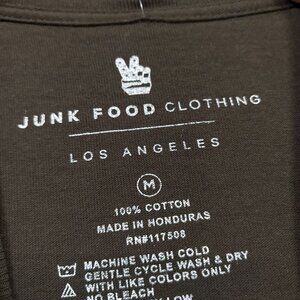 JUNK FOOD CLOTHING
LOS ANGELES
M
100% COTTON
MADE IN HONDURAS
RN#117508
MACHINE WASH COLD
GENTLE CYCLE WASH & DRY
WITH LIKE COLORS ONLY
NO BLEACH